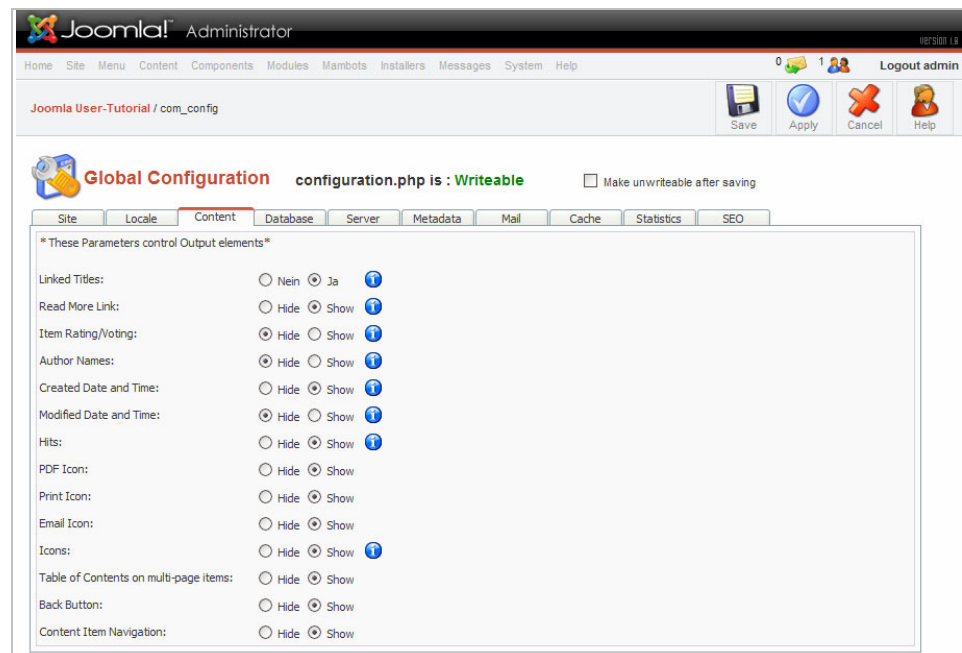 Joomla!™ Administrator
Version 1.0
Home Site Menu Content Components Modules Mambots Installers Messages System Help 0 1 Logout admin
Joomla User-Tutorial / com_config
Save Apply Cancel Help
Global Configuration configuration.php is : Writeable Make unwriteable after saving
Site Locale Content Database Server Metadata Mail Cache Statistics SEO
* These Parameters control Output elements*
Linked Titles: Nein Ja
Read More Link: Hide Show
Item Rating/Voting: Hide Show
Author Names: Hide Show
Created Date and Time: Hide Show
Modified Date and Time: Hide Show
Hits: Hide Show
PDF Icon: Hide Show
Print Icon: Hide Show
Email Icon: Hide Show
Icons: Hide Show
Table of Contents on multi-page items: Hide Show
Back Button: Hide Show
Content Item Navigation: Hide Show